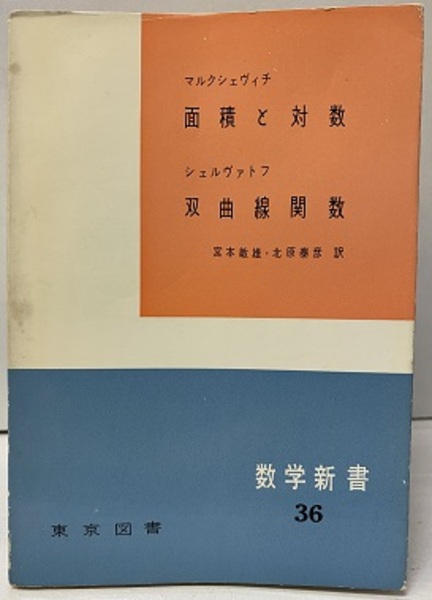 マルクシェヴィチ
面積と対数
シェルヴァトフ
双曲線関数
宮本敏雄・北原泰彦 訳
数学新書
36
東京図書